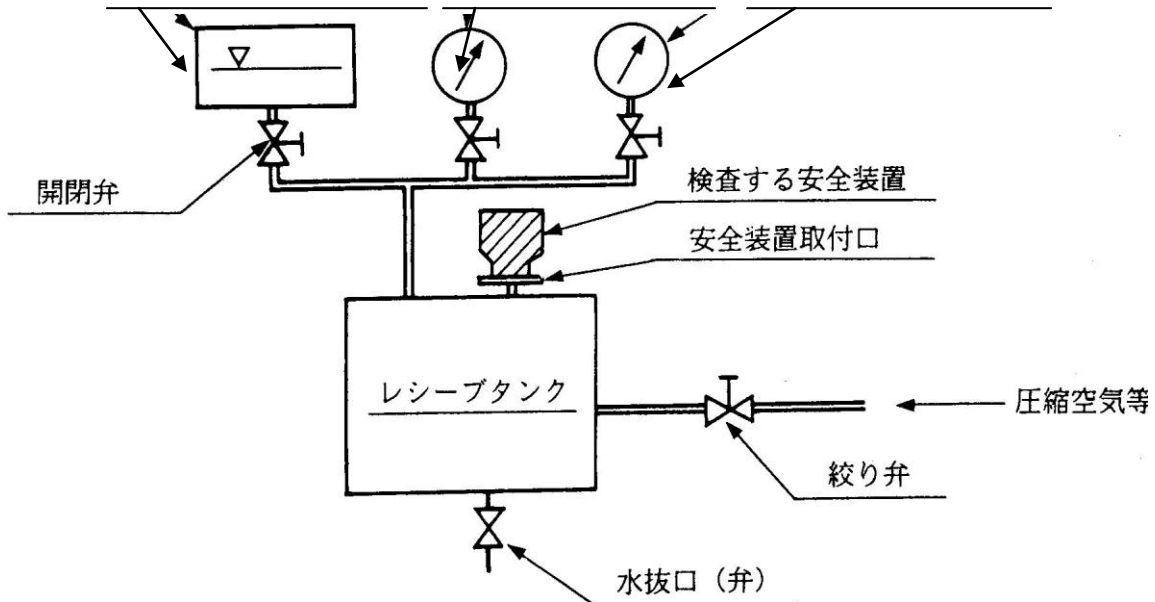 開閉弁
検査する安全装置
安全装置取付口
レシーブタンク
圧縮空気等
絞り弁
水抜口（弁）